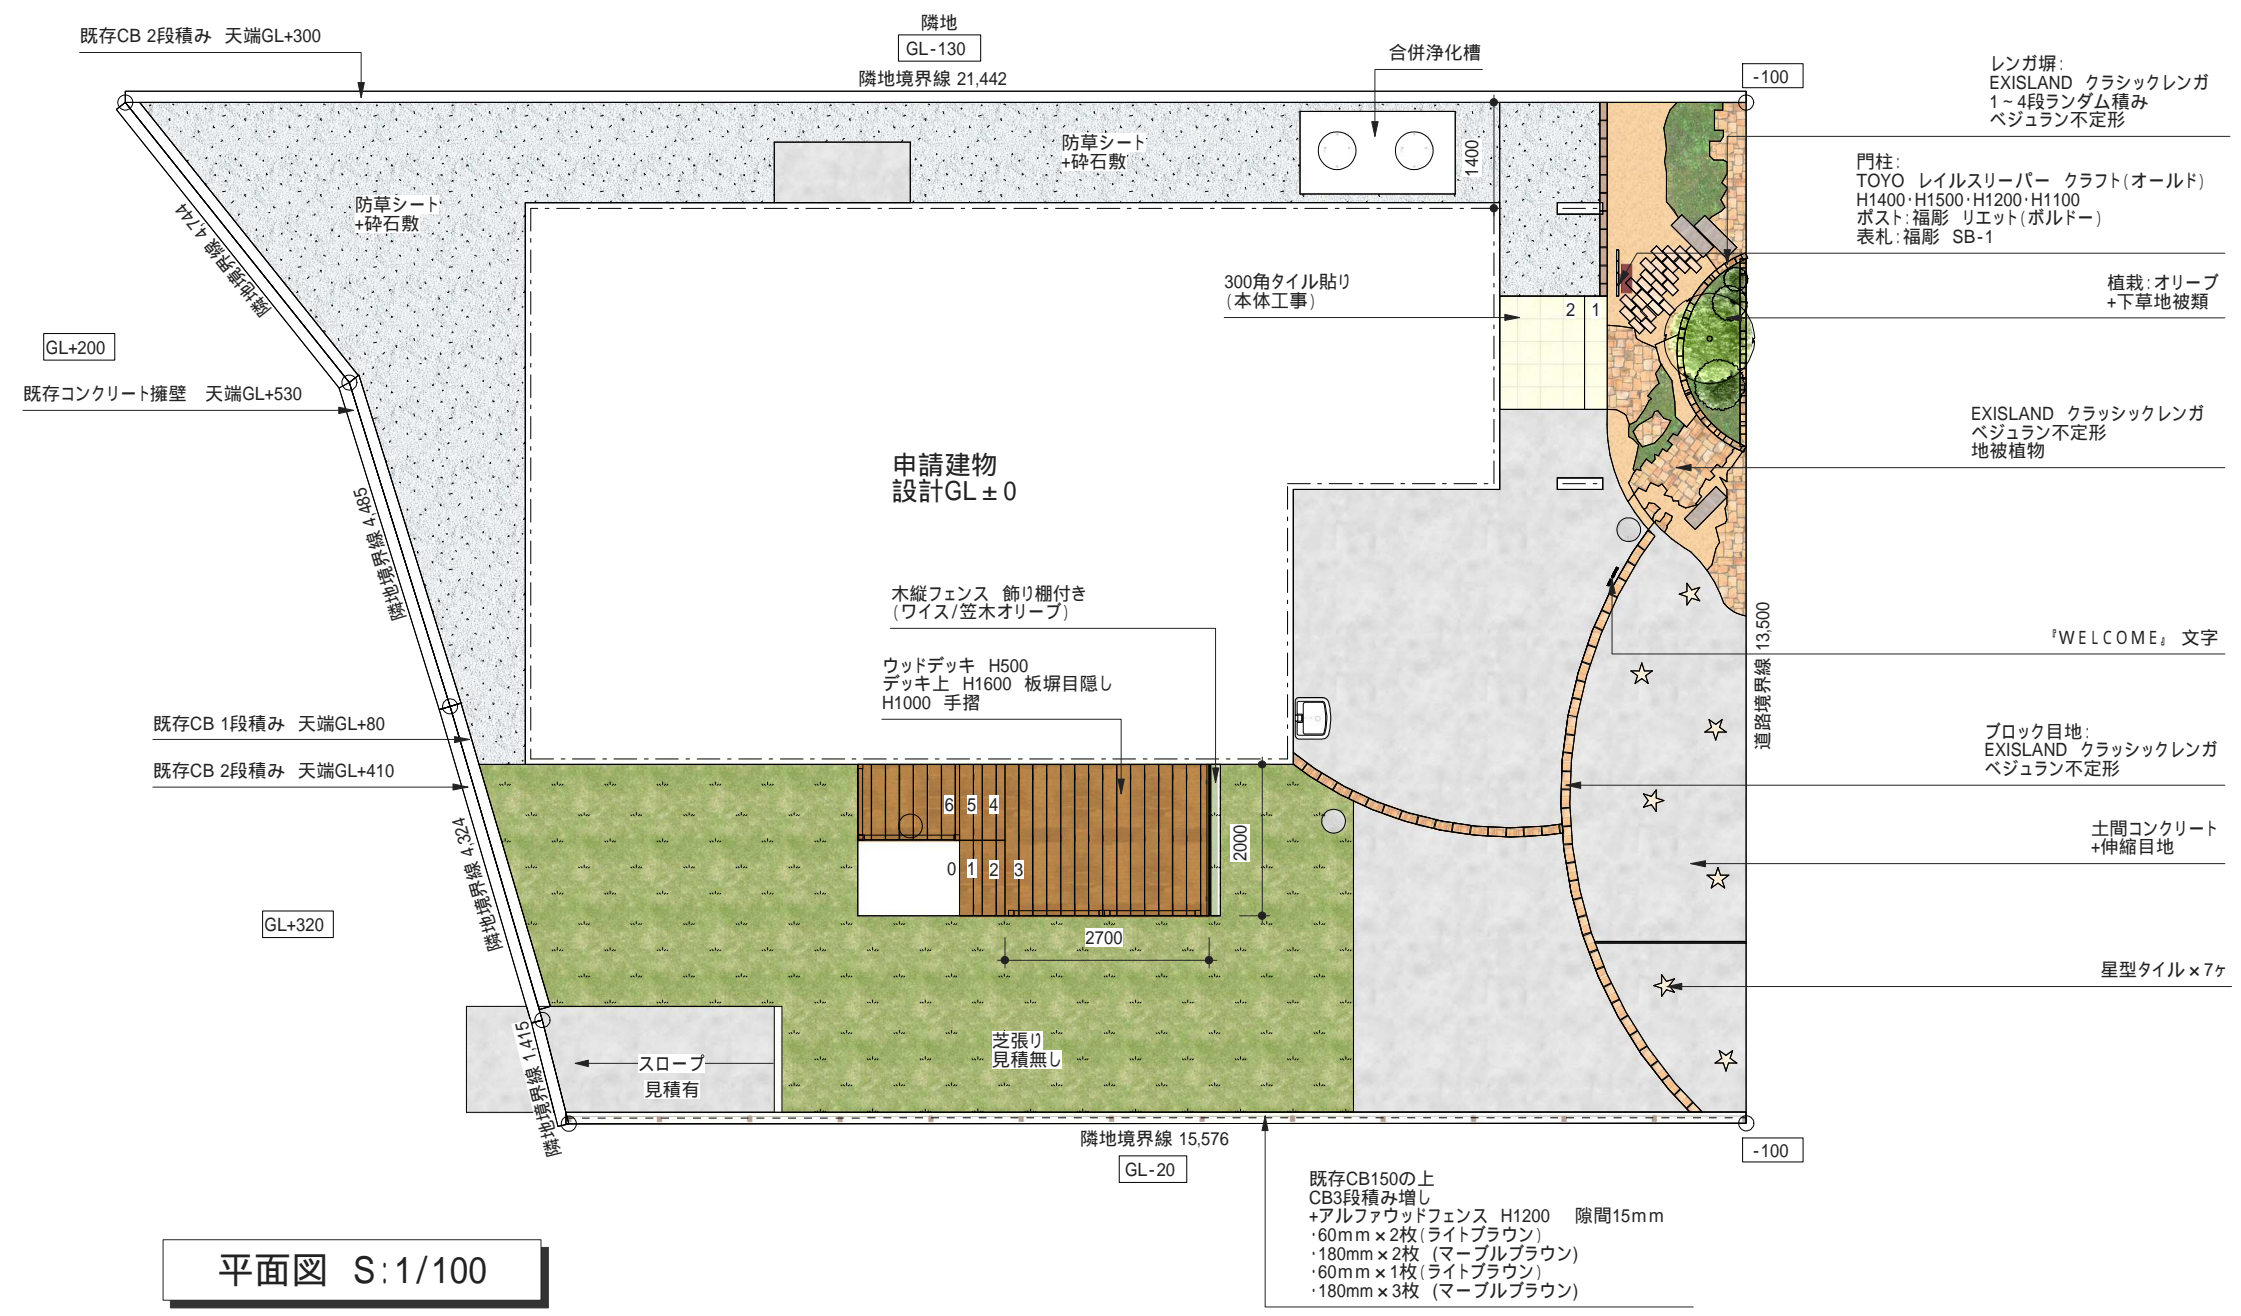 既存CB 2段積み 天端GL+300
隣地
GL-130
隣地境界線 21,442
合併浄化槽
-100
レンガ塀:
EXISLAND クラシックレンガ
1~4段ランダム積み
ベジュラン不定形
防草シート
+砕石敷
1400
門柱:
TOYO レイルスリーパー クラフト(オールド)
H1400・H1500・H1200・H1100
ポスト:福彫 リエット(ボルドー)
表札:福彫 SB-1
防草シート
+砕石敷
隣地境界線 4,744
300角タイル貼り
(本体工事)
2
1
植栽:オリーブ
+下草地被類
GL+200
既存コンクリート擁壁 天端GL+530
EXISLAND クラッシックレンガ
ベジュラン不定形
地被植物
申請建物
設計GL±0
隣地境界線 4,485
木縦フェンス 飾り棚付き
(ワイス/笠木オリーブ)
道路境界線 13,500
『WELCOME』 文字
ウッドデッキ H500
デッキ上 H1600 板塀目隠し
H1000 手摺
既存CB 1段積み 天端GL+80
既存CB 2段積み 天端GL+410
ブロック目地:
EXISLAND クラッシックレンガ
ベジュラン不定形
6
5
4
0
1
2
3
2000
隣地境界線 4,324
土間コンクリート
+伸縮目地
GL+320
2700
星型タイル×7ヶ
隣地境界線 1,415
スロープ
見積有
芝張り
見積無し
隣地境界線 15,576
GL-20
-100
既存CB150の上
CB3段積み増し
+アルファウッドフェンス H1200 隙間15mm
・60mm×2枚(ライトブラウン)
・180mm×2枚 (マーブルブラウン)
・60mm×1枚(ライトブラウン)
・180mm×3枚 (マーブルブラウン)
平面図 S:1/100